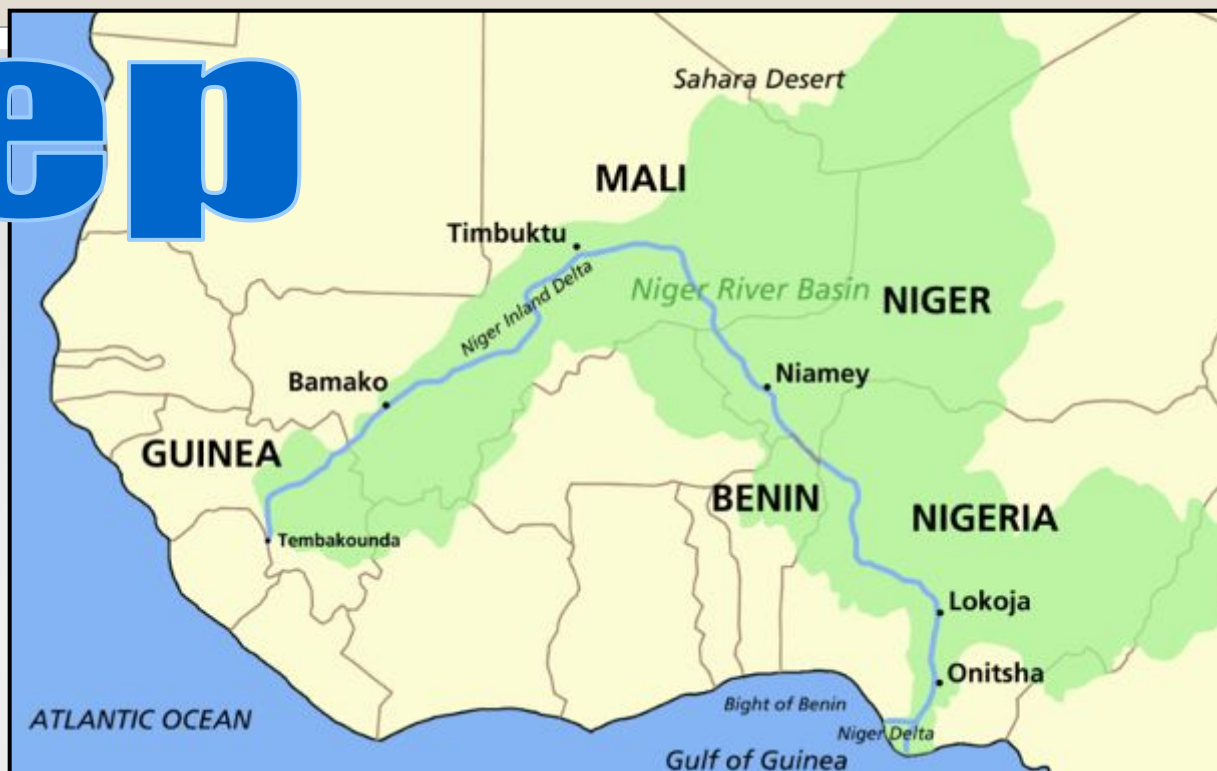 ep
Sahara Desert
MALI
Timbuktu
Niger Inland Delta
Niger River Basin
NIGER
Bamako
Niamey
GUINEA
BENIN
NIGERIA
Tembakounda
Lokoja
Onitsha
Bight of Benin
ATLANTIC OCEAN
Niger Delta
Gulf of Guinea